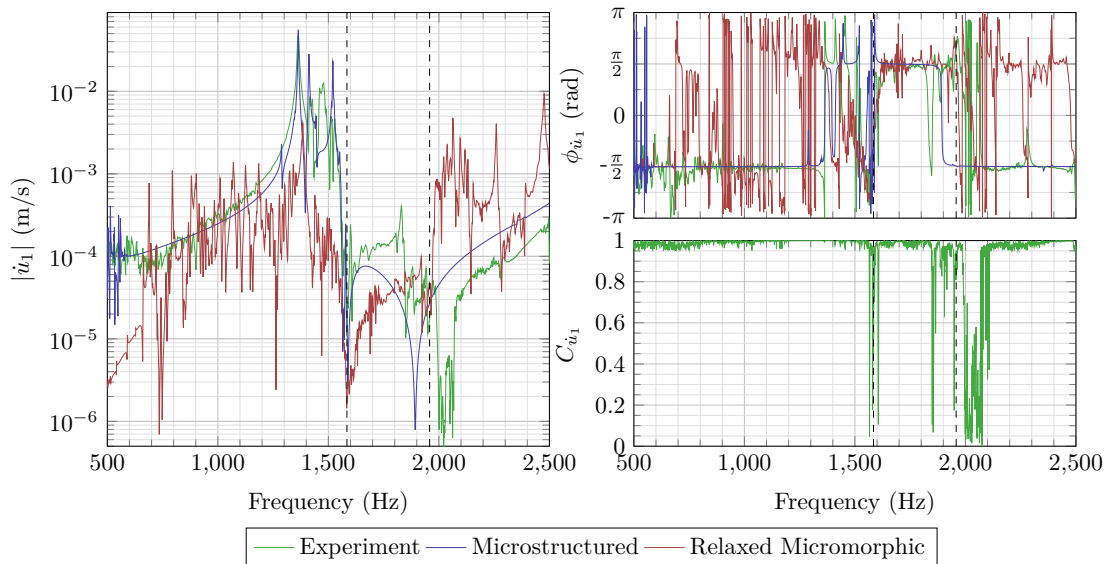 10^{-2}
10^{-3}
10^{-4}
10^{-5}
10^{-6}
|u̇₁| (m/s)
500 1,000 1,500 2,000 2,500
Frequency (Hz)
π
π/2
0
-π/2
-π
ϕ_{u̇₁} (rad)
1
0.8
0.6
0.4
0.2
0
C_{u̇₁}
500 1,000 1,500 2,000 2,500
Frequency (Hz)
Experiment Microstructured Relaxed Micromorphic